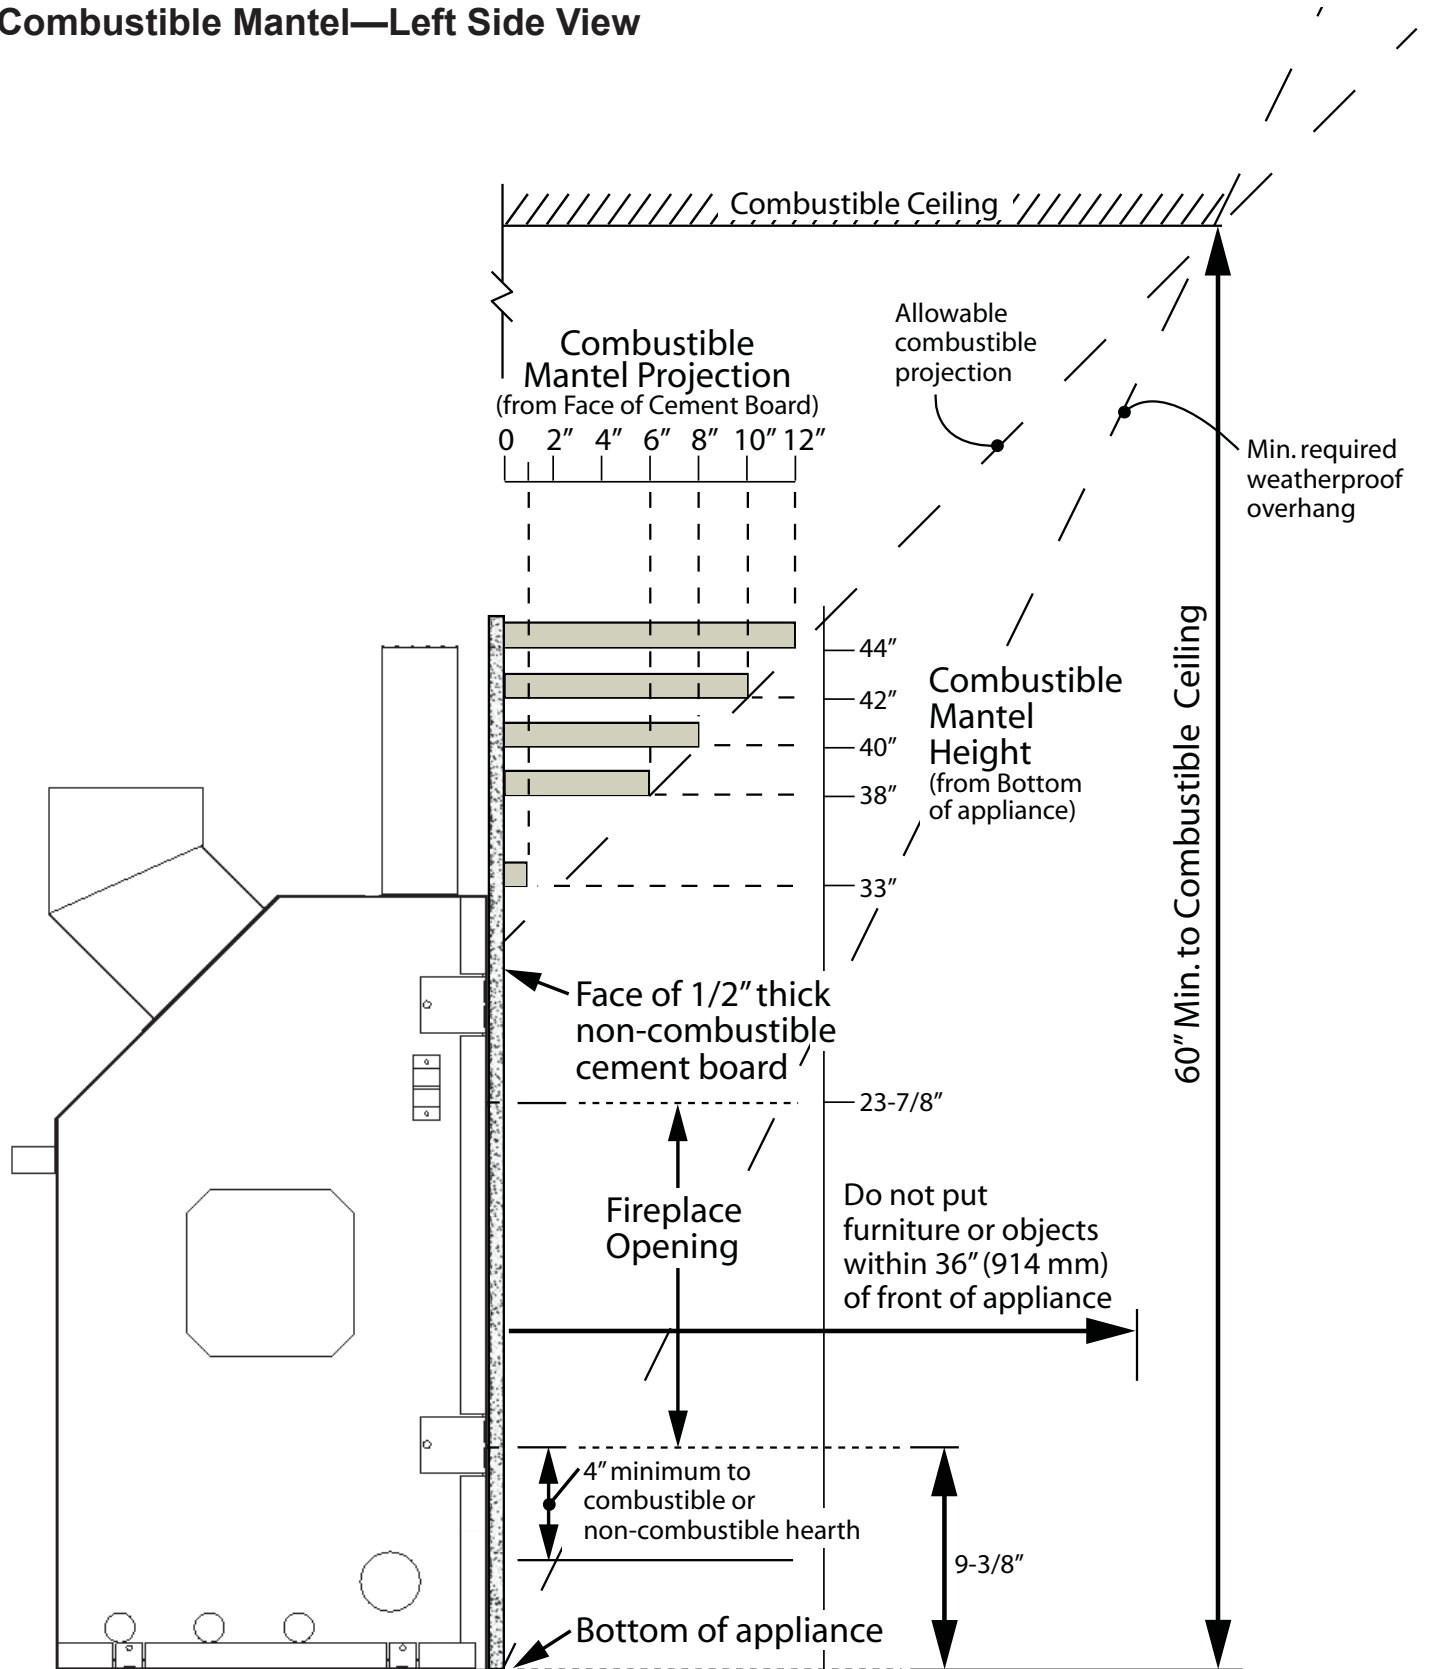 Combustible Mantel—Left Side View
Combustible Ceiling
Allowable
combustible
projection
Combustible
Mantel Projection
(from Face of Cement Board)
0 2” 4” 6” 8” 10” 12”
Min. required
weatherproof
overhang
44”
42”
40”
38”
33”
Combustible
Mantel
Height
(from Bottom
of appliance)
60” Min. to Combustible Ceiling
Face of 1/2” thick
non-combustible
cement board
23-7/8”
Fireplace
Opening
Do not put
furniture or objects
within 36” (914 mm)
of front of appliance
4” minimum to
combustible or
non-combustible hearth
9-3/8”
Bottom of appliance